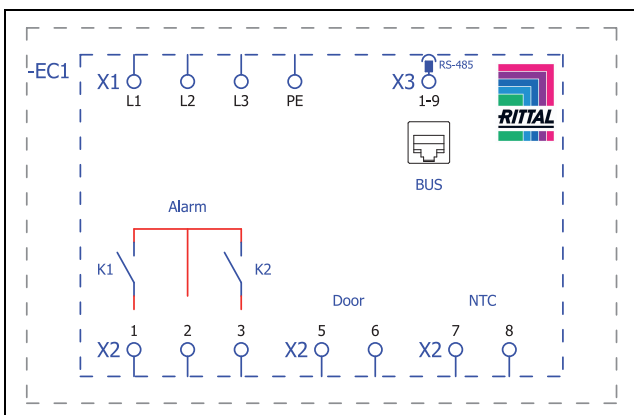 -EC1
X1
L1
L2
L3
PE
X3
RS-485
1-9
RITTAL
BUS
Alarm
K1
K2
Door
NTC
X2
1
2
3
X2
5
6
X2
7
8